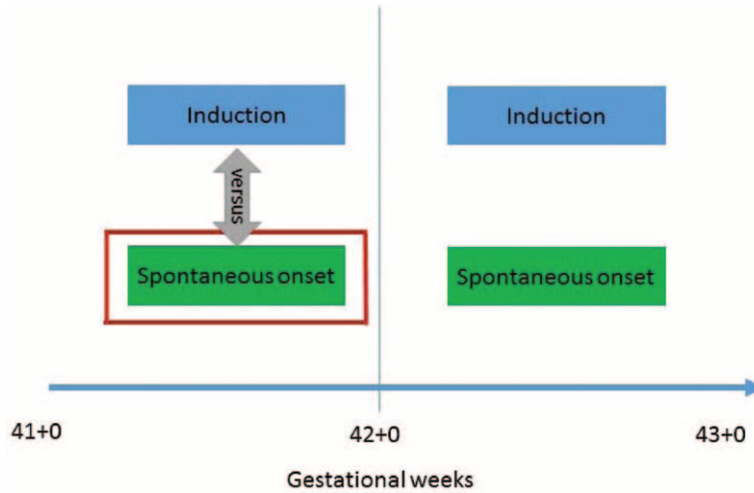 Induction
Induction
versus
Spontaneous onset
Spontaneous onset
41+0
42+0
43+0
Gestational weeks